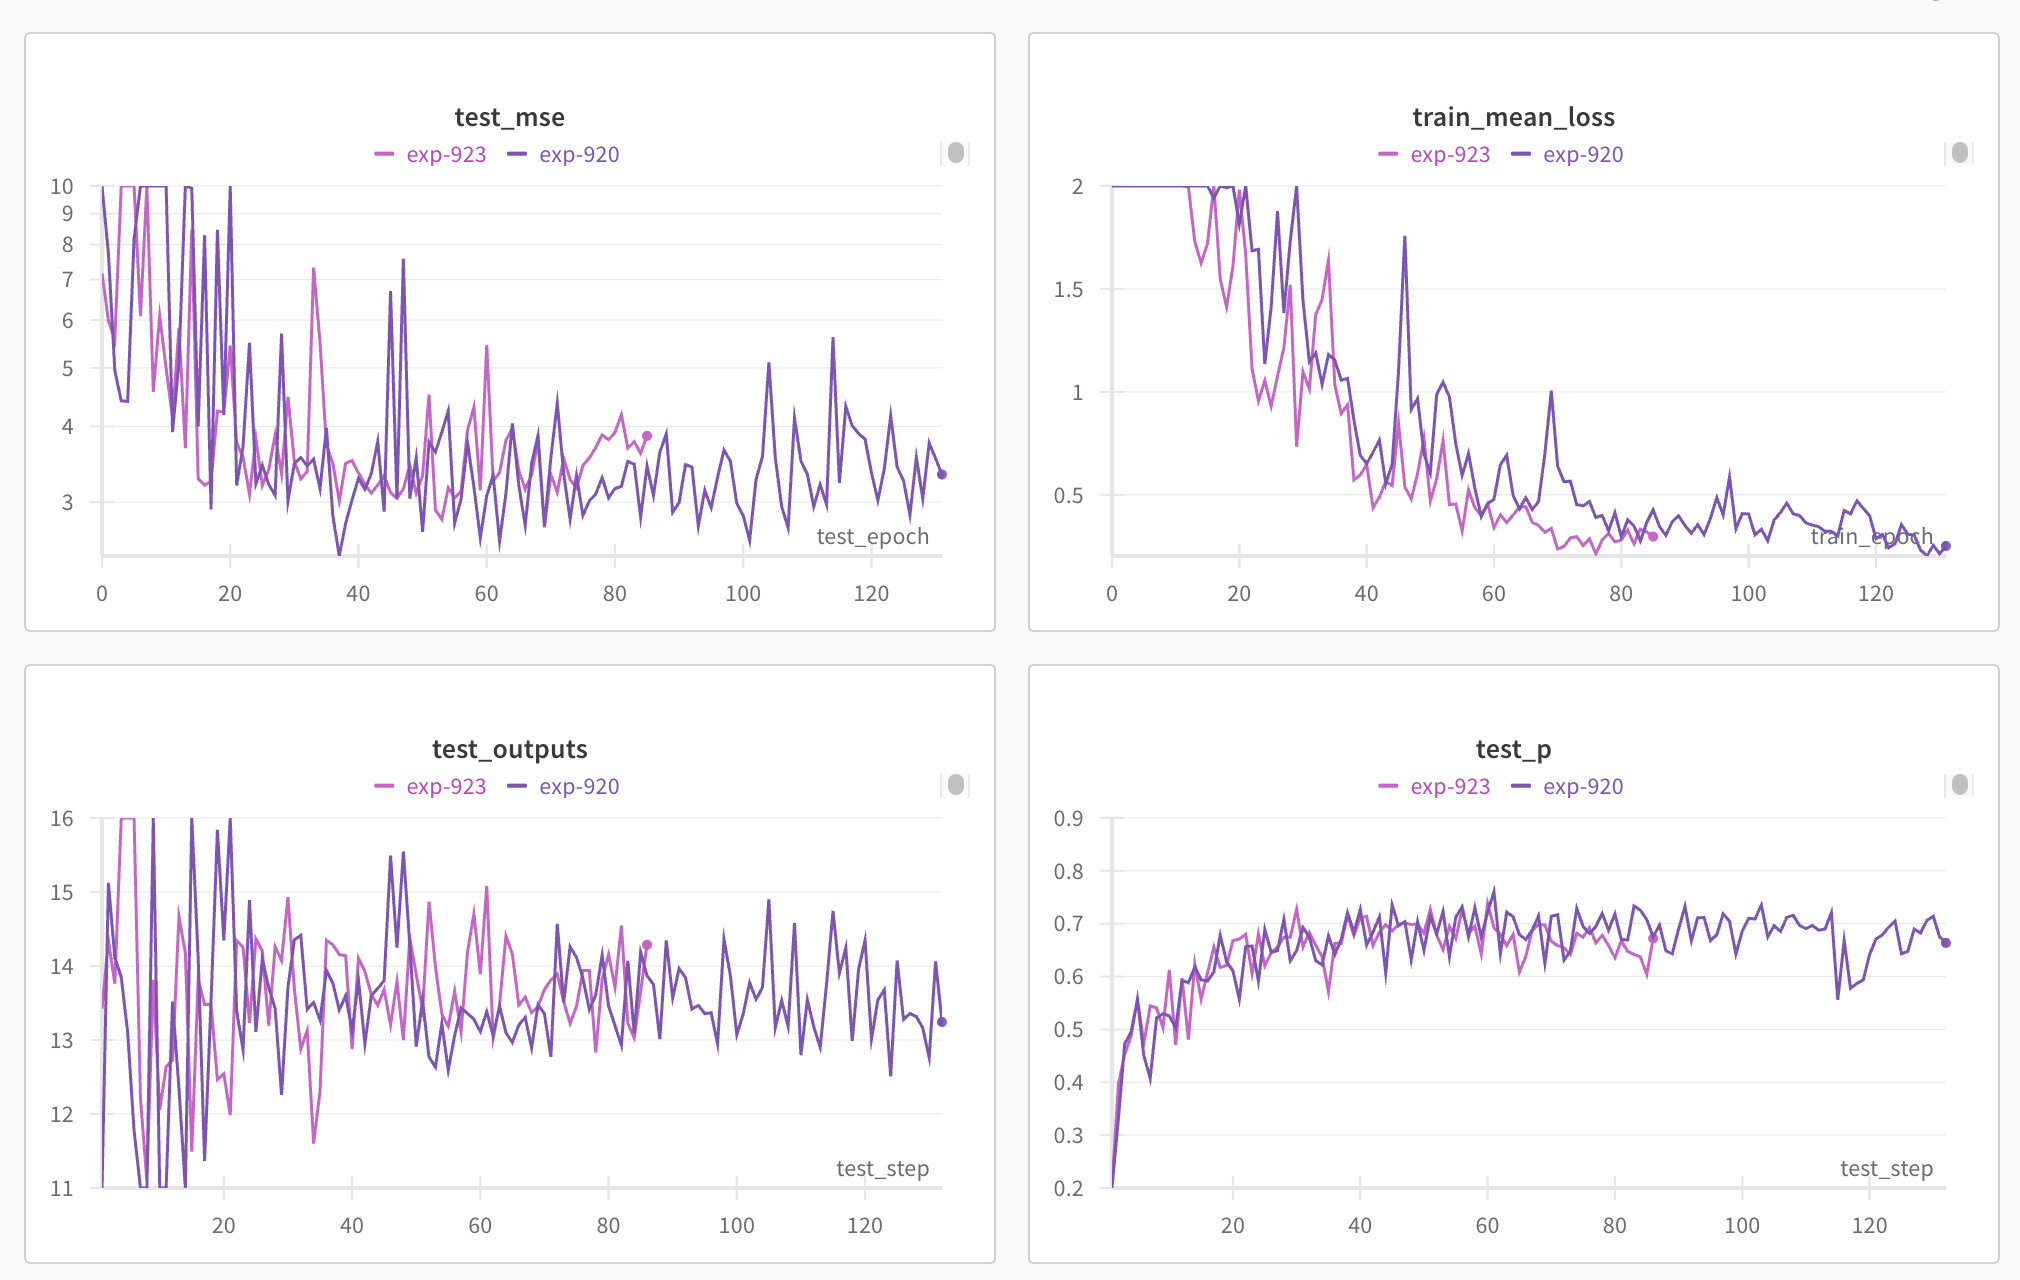 test_mse
exp-923 exp-920
10
9
8
7
6
5
4
3
test_epoch
0 20 40 60 80 100 120
train_mean_loss
exp-923 exp-920
2
1.5
1
0.5
train_epoch
0 20 40 60 80 100 120
test_outputs
exp-923 exp-920
16
15
14
13
12
11
test_step
20 40 60 80 100 120
test_p
exp-923 exp-920
0.9
0.8
0.7
0.6
0.5
0.4
0.3
0.2
test_step
20 40 60 80 100 120